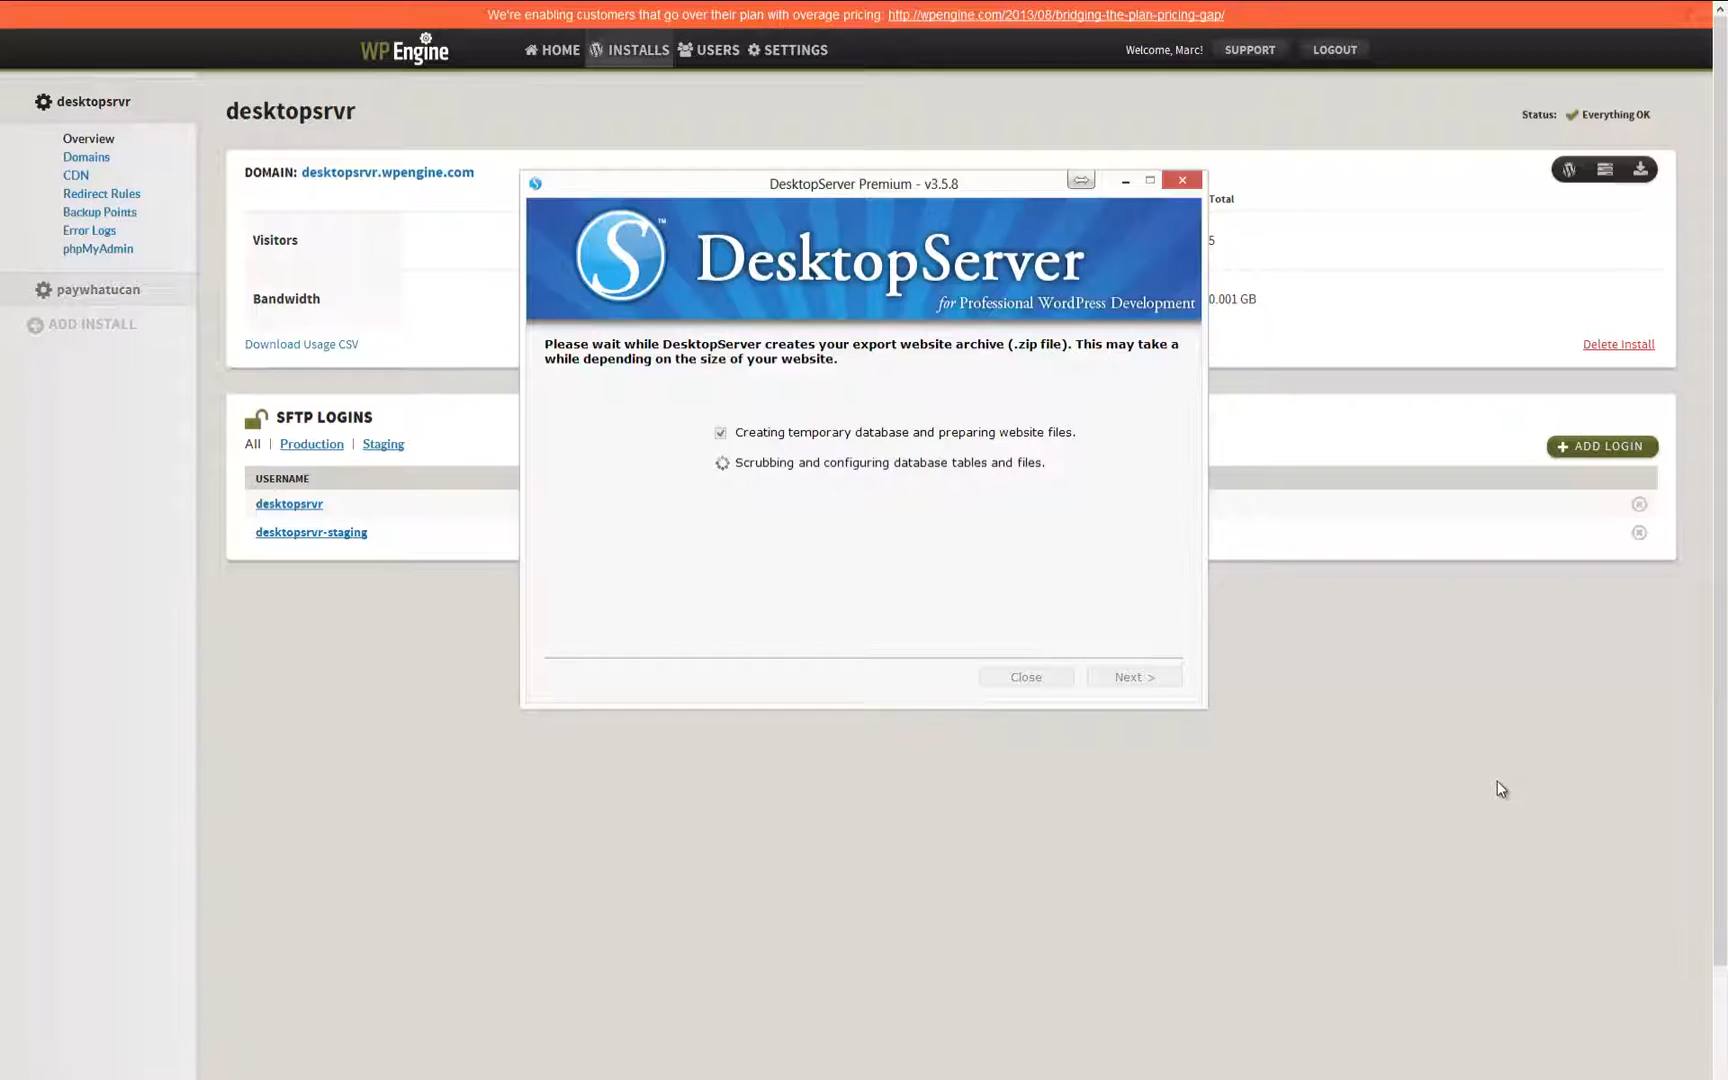 We're enabling customers that go over their plan with overage pricing: http://wpengine.com/2013/08/bridging-the-plan-pricing-gap/
WP Engine
HOME INSTALLS USERS SETTINGS
Welcome, Marc! SUPPORT LOGOUT
desktopsrvr
Overview
Domains
CDN
Redirect Rules
Backup Points
Error Logs
phpMyAdmin
paywhatucan
ADD INSTALL
desktopsrvr
Status: Everything OK
DOMAIN: desktopsrvr.wpengine.com
Total
Visitors
5
Bandwidth
0.001 GB
Download Usage CSV
Delete Install
SFTP LOGINS
All | Production | Staging
ADD LOGIN
USERNAME
desktopsrvr
desktopsrvr-staging
DesktopServer Premium - v3.5.8
S™ DesktopServer
for Professional WordPress Development
Please wait while DesktopServer creates your export website archive (.zip file). This may take a
while depending on the size of your website.
Creating temporary database and preparing website files.
Scrubbing and configuring database tables and files.
Close Next >